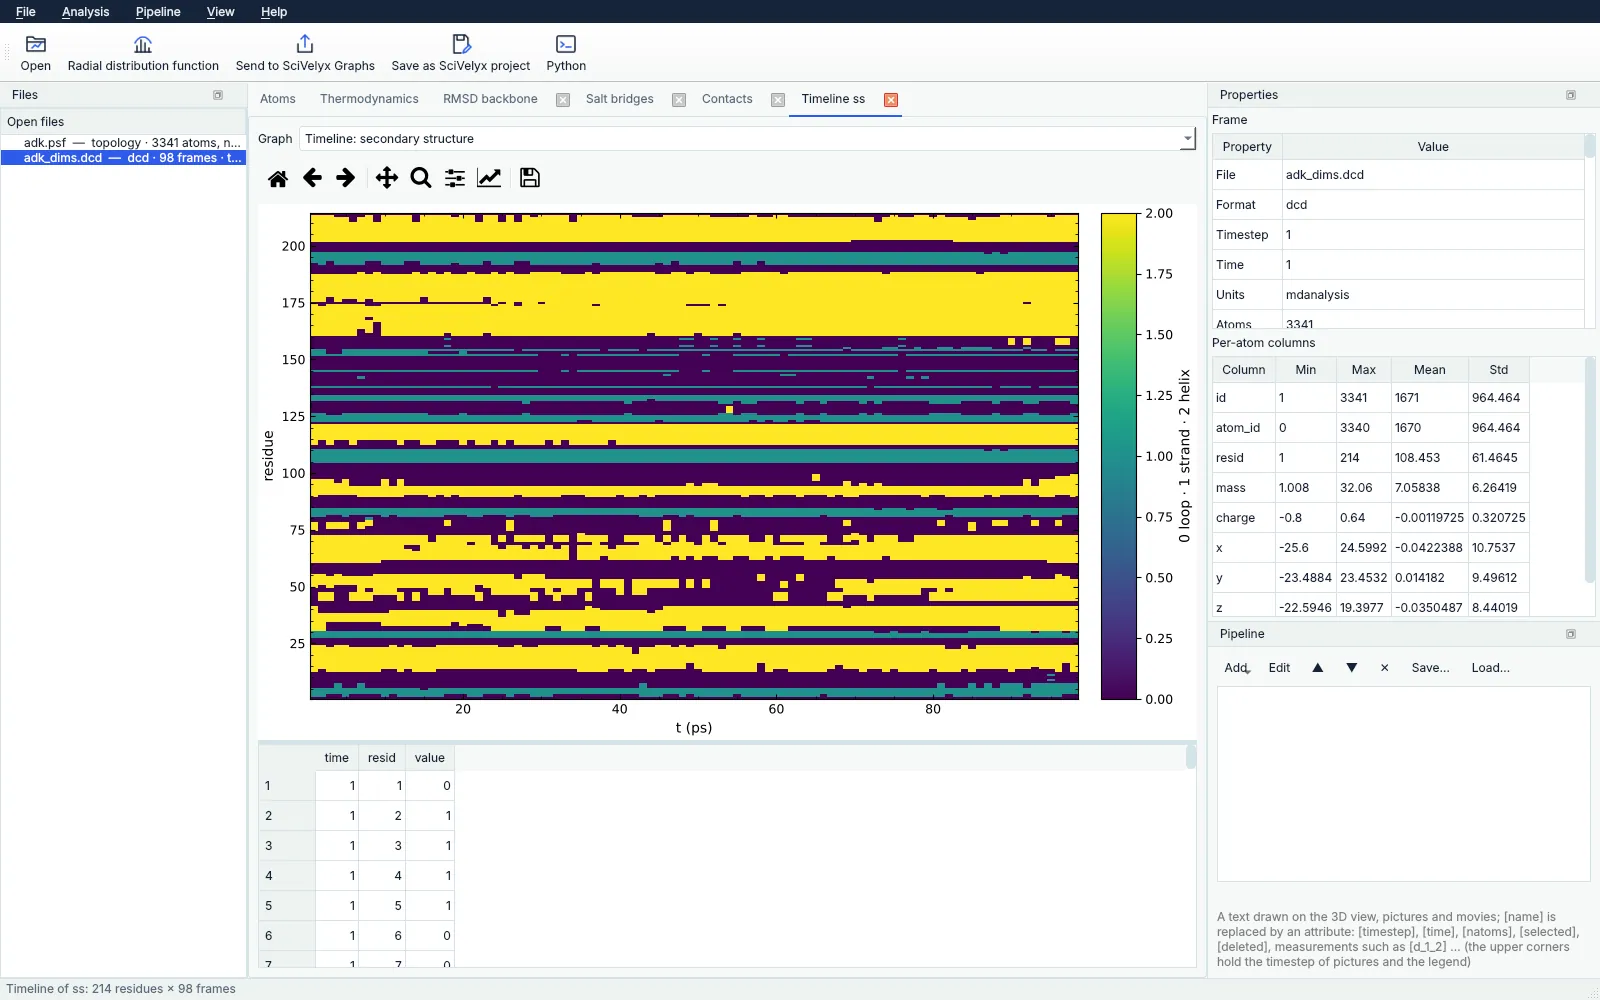 File Analysis Pipeline View Help
Open Radial distribution function Send to SciVelyx Graphs Save as SciVelyx project Python
Files
Open files
adk.psf — topology · 3341 atoms, n...
adk_dims.dcd — dcd · 98 frames · t...
Atoms Thermodynamics RMSD backbone Salt bridges Contacts Timeline ss
Graph Timeline: secondary structure
200
175
150
125
100
75
50
25
residue
20 40 60 80
t (ps)
2.00
1.75
1.50
1.25
1.00
0.75
0.50
0.25
0.00
0 loop · 1 strand · 2 helix
time resid value
1 1 1 0
2 1 2 1
3 1 3 1
4 1 4 1
5 1 5 1
6 1 6 0
7 1 7 0
Properties
Frame
Property Value
File adk_dims.dcd
Format dcd
Timestep 1
Time 1
Units mdanalysis
Atoms 3341
Per-atom columns
Column Min Max Mean Std
id 1 3341 1671 964.464
atom_id 0 3340 1670 964.464
resid 1 214 108.453 61.4645
mass 1.008 32.06 7.05838 6.26419
charge -0.8 0.64 -0.00119725 0.320725
x -25.6 24.5992 -0.0422388 10.7537
y -23.4884 23.4532 0.014182 9.49612
z -22.5946 19.3977 -0.0350487 8.44019
Pipeline
Add Edit ▲ ▼ ✕ Save... Load...
A text drawn on the 3D view, pictures and movies; [name] is
replaced by an attribute: [timestep], [time], [natoms], [selected],
[deleted], measurements such as [d_1_2] ... (the upper corners
hold the timestep of pictures and the legend)
Timeline of ss: 214 residues × 98 frames